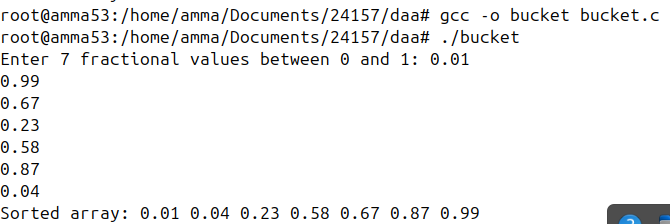 root@amma53:/home/amma/Documents/24157/daa# gcc -o bucket bucket.c
root@amma53:/home/amma/Documents/24157/daa# ./bucket
Enter 7 fractional values between 0 and 1: 0.01
0.99
0.67
0.23
0.58
0.87
0.04
Sorted array: 0.01 0.04 0.23 0.58 0.67 0.87 0.99